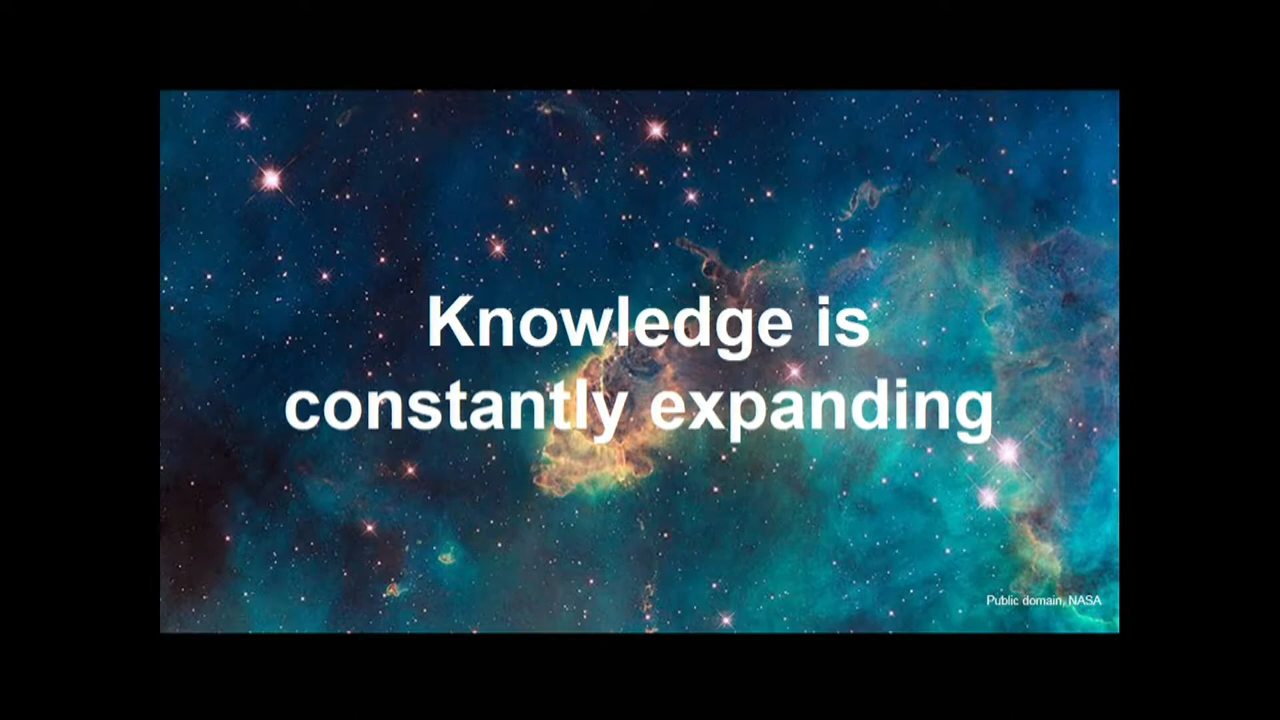 Knowledge is
constantly expanding
Public domain, NASA